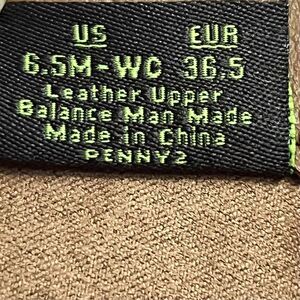 US EUR
6.5M-WC 36.5
Leather Upper
Balance Man Made
Made in China
PENNY2